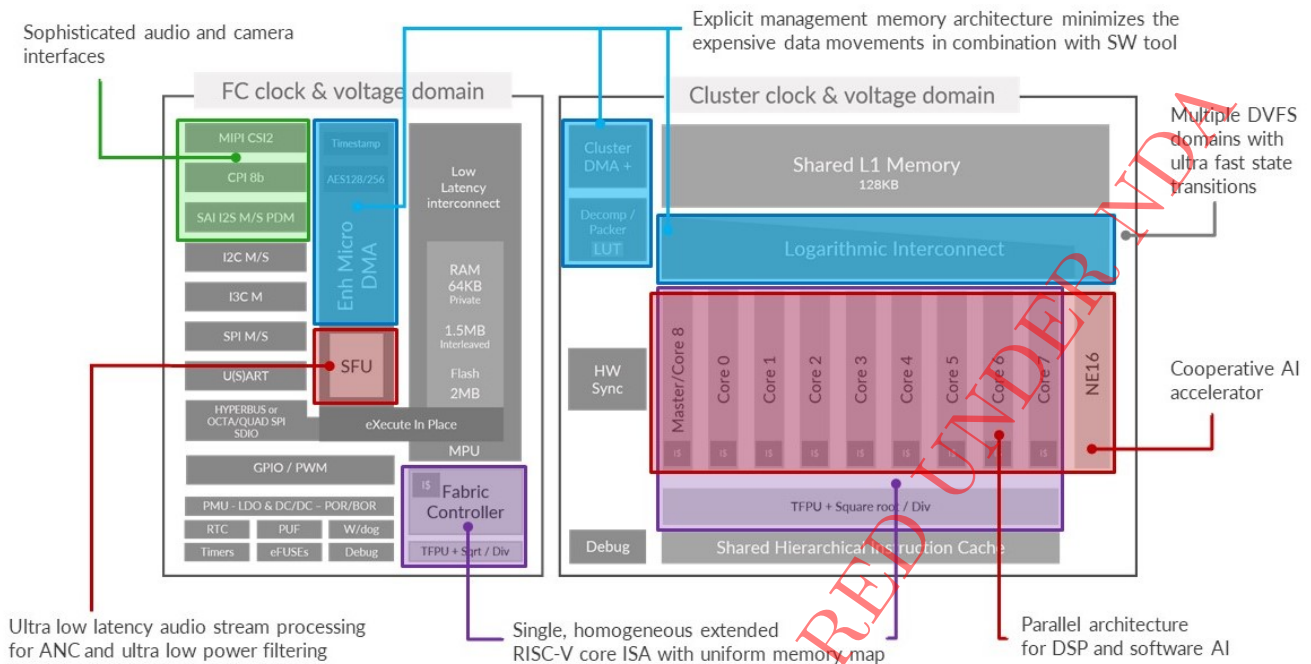 Sophisticated audio and camera
interfaces
Explicit management memory architecture minimizes the
expensive data movements in combination with SW tool
FC clock & voltage domain
Cluster clock & voltage domain
Multiple DVFS
domains with
ultra fast state
transitions
MIPI CSI2
CPI 8b
SAI I2S M/S PDM
I2C M/S
I3C M
SPI M/S
U(S)ART
HYPERBUS or
OCTA/QUAD SPI
SDIO
Timestamp
AES128/256
Enh Micro
DMA
SFU
Low
Latency
interconnect
RAM
64KB
Private
1.5MB
Interleaved
Flash
2MB
eXecute In Place
MPU
GPIO / PWM
PMU - LDO & DC/DC – POR/BOR
RTC
PUF
W/dog
Timers
eFUSEs
Debug
I$
Fabric
Controller
TFPU + Sqrt / Div
Cluster
DMA +
Decomp /
Packer
LUT
Shared L1 Memory
128KB
Logarithmic Interconnect
HW
Sync
Master/Core 8
Core 0
Core 1
Core 2
Core 3
Core 4
Core 5
Core 6
Core 7
NE16
I$
I$
I$
I$
I$
I$
I$
I$
I$
TFPU + Square root / Div
Debug
Shared Hierarchical Instruction Cache
Cooperative AI
accelerator
Ultra low latency audio stream processing
for ANC and ultra low power filtering
Single, homogeneous extended
RISC-V core ISA with uniform memory map
Parallel architecture
for DSP and software AI
RED UNDER NDA